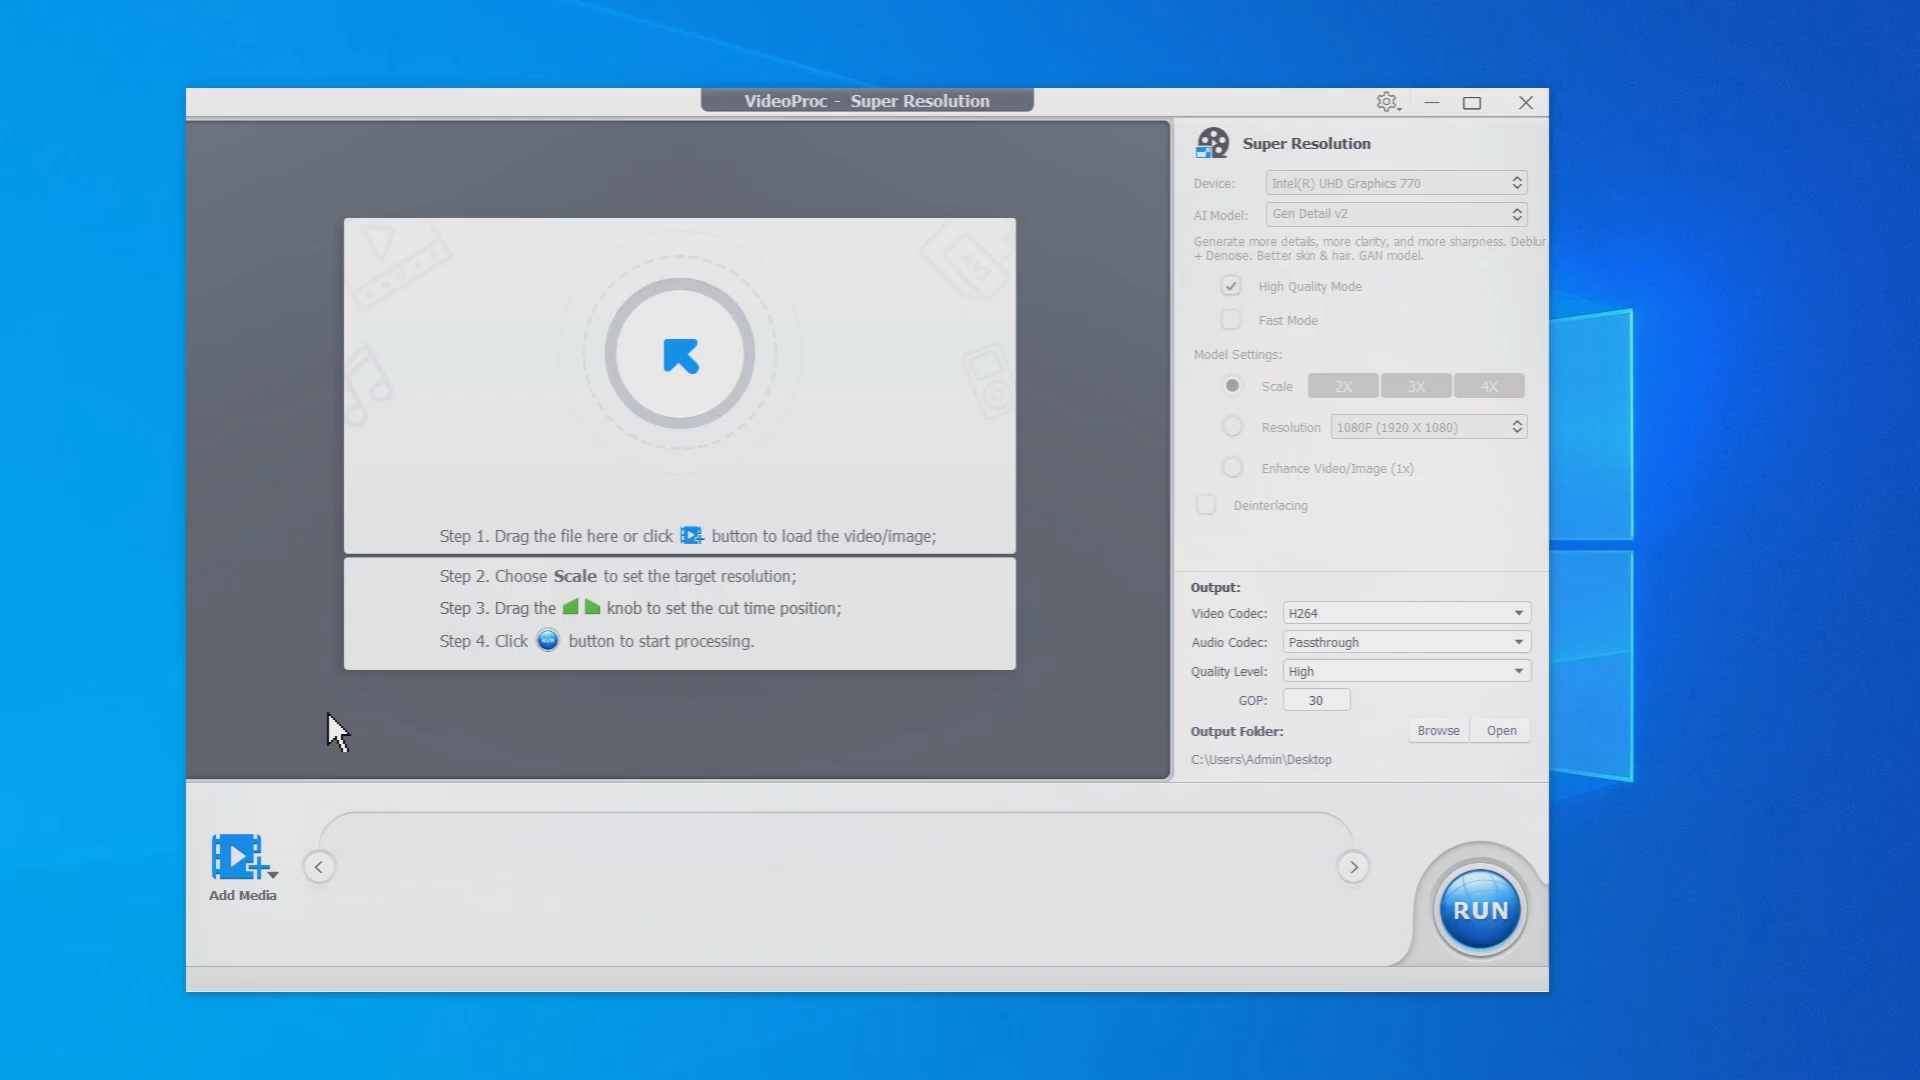 VideoProc - Super Resolution
Super Resolution
Device: Intel(R) UHD Graphics 770
AI Model: Gen Detail v2
Generate more details, more clarity, and more sharpness. Deblur
+ Denoise. Better skin & hair. GAN model.
High Quality Mode
Fast Mode
Model Settings:
Scale 2X 3X 4X
Resolution 1080P (1920 X 1080)
Enhance Video/Image (1x)
Deinterlacing
AVI
Step 1. Drag the file here or click button to load the video/image;
Step 2. Choose Scale to set the target resolution;
Step 3. Drag the knob to set the cut time position;
Step 4. Click RUN button to start processing.
Output:
Video Codec: H264
Audio Codec: Passthrough
Quality Level: High
GOP: 30
Output Folder: Browse Open
C:\Users\Admin\Desktop
Add Media
RUN